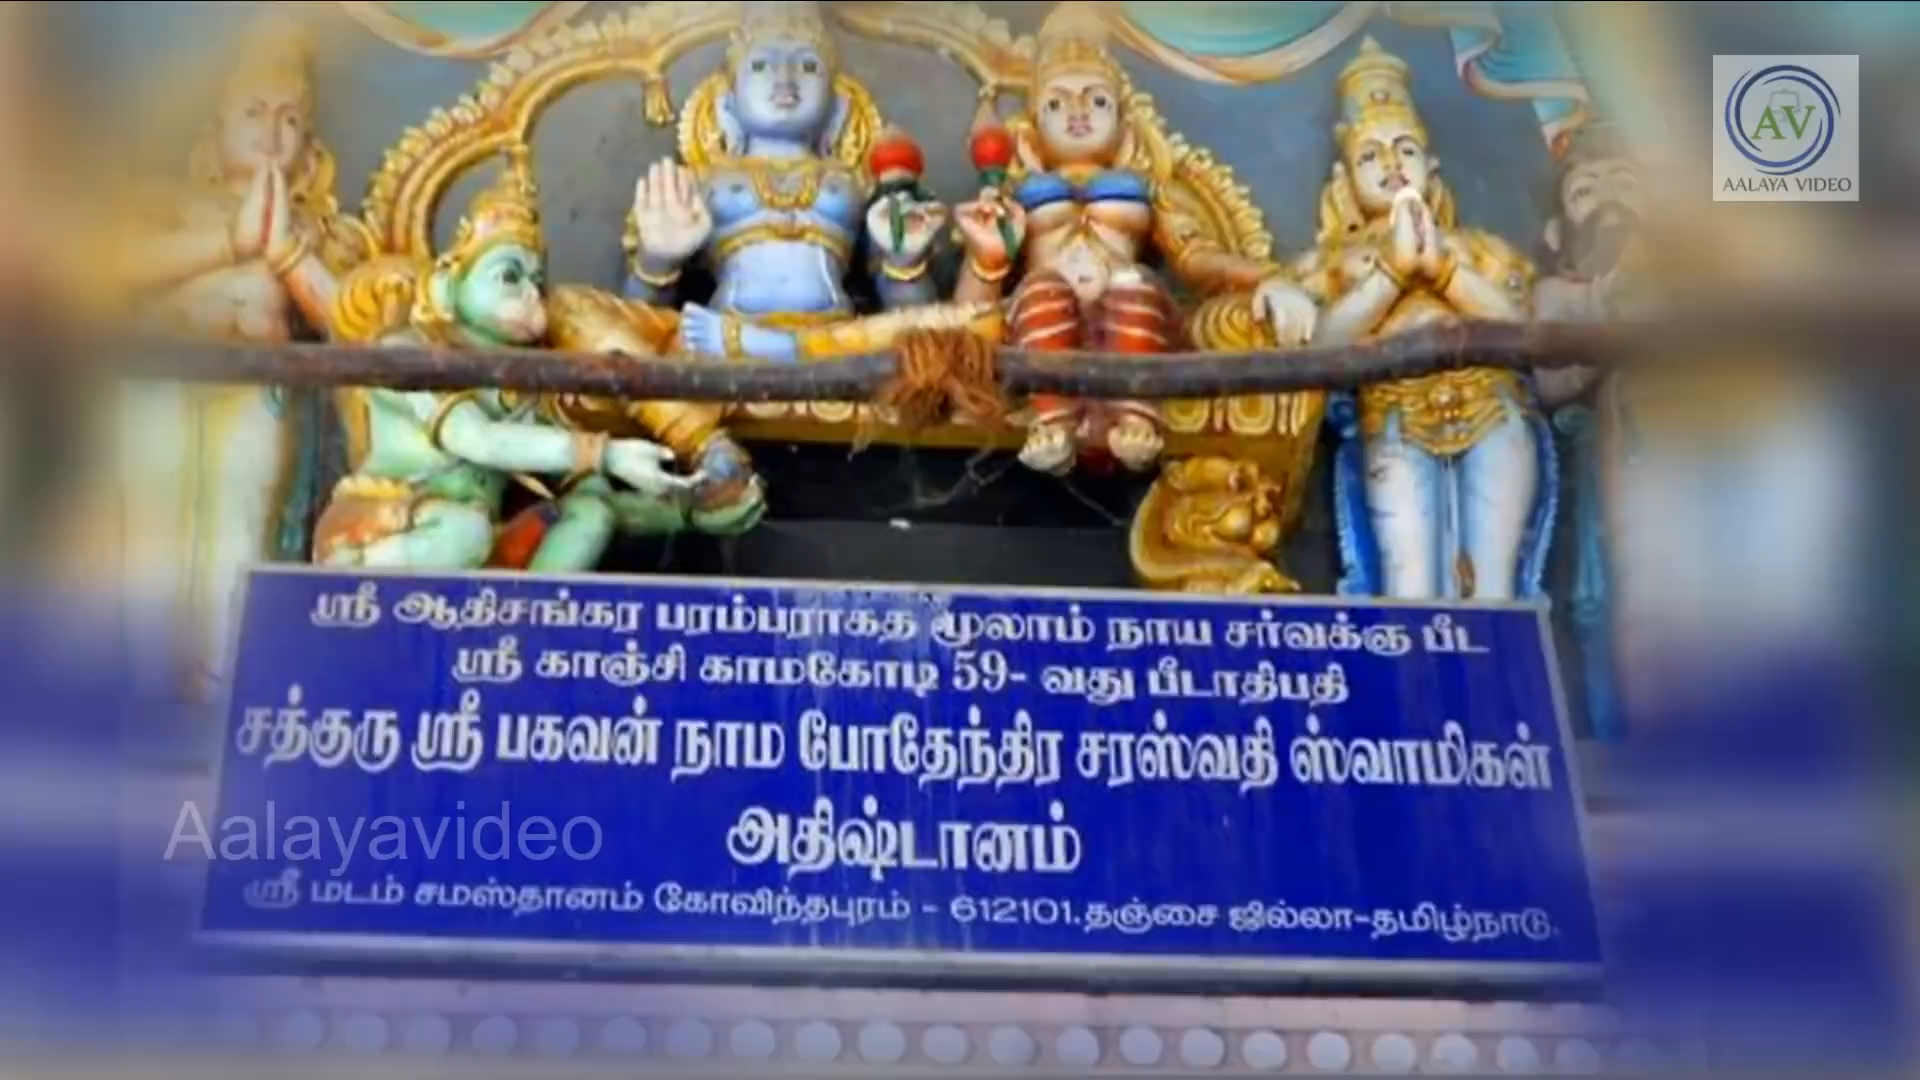 AV
AALAYA VIDEO
ஸ்ரீ ஆதிசங்கர பரம்பராகத மூலாம் நாய சர்வக்ஞ பீட
ஸ்ரீ காஞ்சி காமகோடி 59- வது பீடாதிபதி
சத்குரு ஸ்ரீ பகவன் நாம போதேந்திர சரஸ்வதி ஸ்வாமிகள்
அதிஷ்டானம்
Aalayavideo
ஸ்ரீ மடம் சமஸ்தானம் கோவிந்தபுரம் - 612101.தஞ்சை ஜில்லா-தமிழ்நாடு.